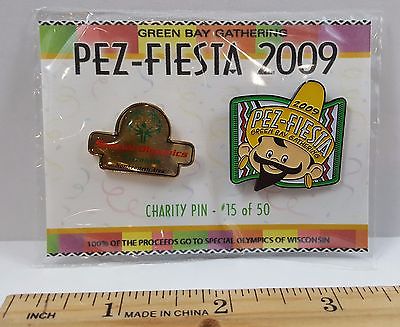 GREEN BAY GATHERING
PEZ-FIESTA 2009
Special Olympics
2009
PEZ-FIESTA
GREEN BAY GATHERING
CHARITY PIN - #15 of 50
100% OF THE PROCEEDS GO TO SPECIAL OLYMPICS OF WISCONSIN
1 2 3
MADE IN CHINA